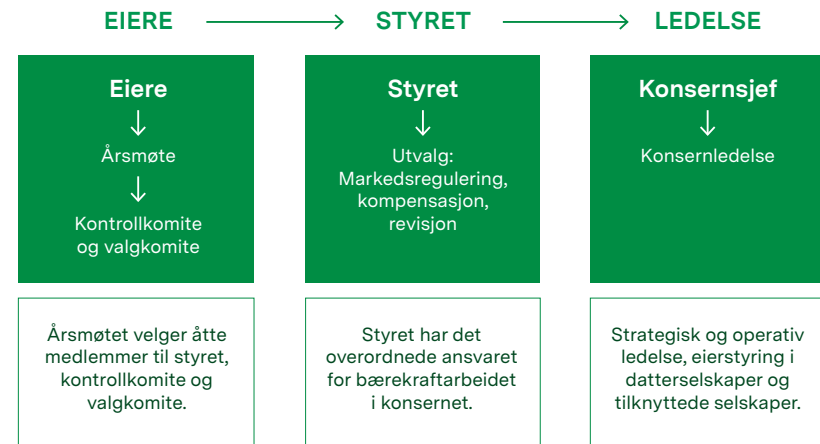 EIERE → STYRET → LEDELSE
Eiere
↓
Årsmøte
↓
Kontrollkomite
og valgkomite
Styret
↓
Utvalg:
Markedsregulering,
kompensasjon,
revisjon
Konsernsjef
↓
Konsernledelse
Årsmøtet velger åtte
medlemmer til styret,
kontrollkomite og
valgkomite.
Styret har det
overordnede ansvaret
for bærekraftarbeidet
i konsernet.
Strategisk og operativ
ledelse, eierstyring i
datterselskaper og
tilknyttede selskaper.